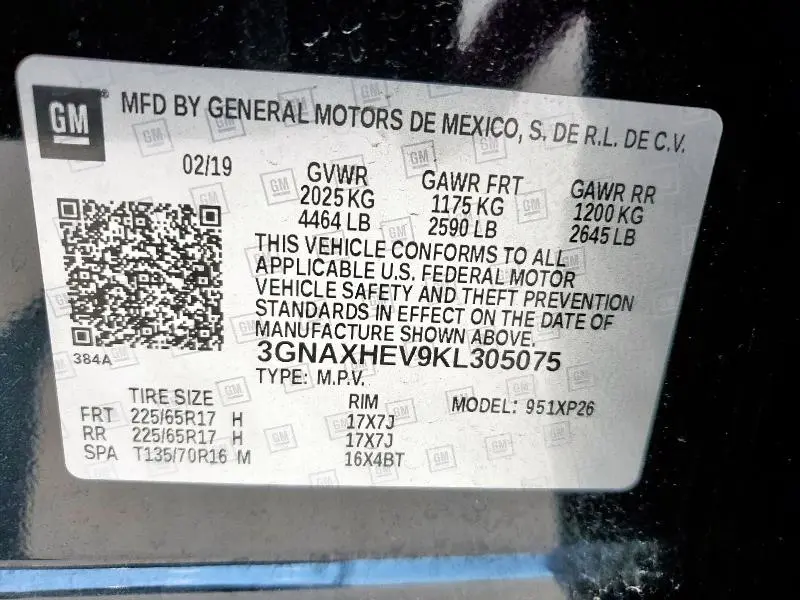 GM ® MFD BY GENERAL MOTORS DE MEXICO, S. DE R.L. DE C.V.
02/19 GVWR GAWR FRT GAWR RR
2025 KG 1175 KG 1200 KG
4464 LB 2590 LB 2645 LB
THIS VEHICLE CONFORMS TO ALL
APPLICABLE U.S. FEDERAL MOTOR
VEHICLE SAFETY AND THEFT PREVENTION
STANDARDS IN EFFECT ON THE DATE OF
MANUFACTURE SHOWN ABOVE.
384A 3GNAXHEV9KL305075
TYPE: M.P.V.
TIRE SIZE RIM MODEL: 951XP26
FRT 225/65R17 H 17X7J
RR 225/65R17 H 17X7J
SPA T135/70R16 M 16X4BT